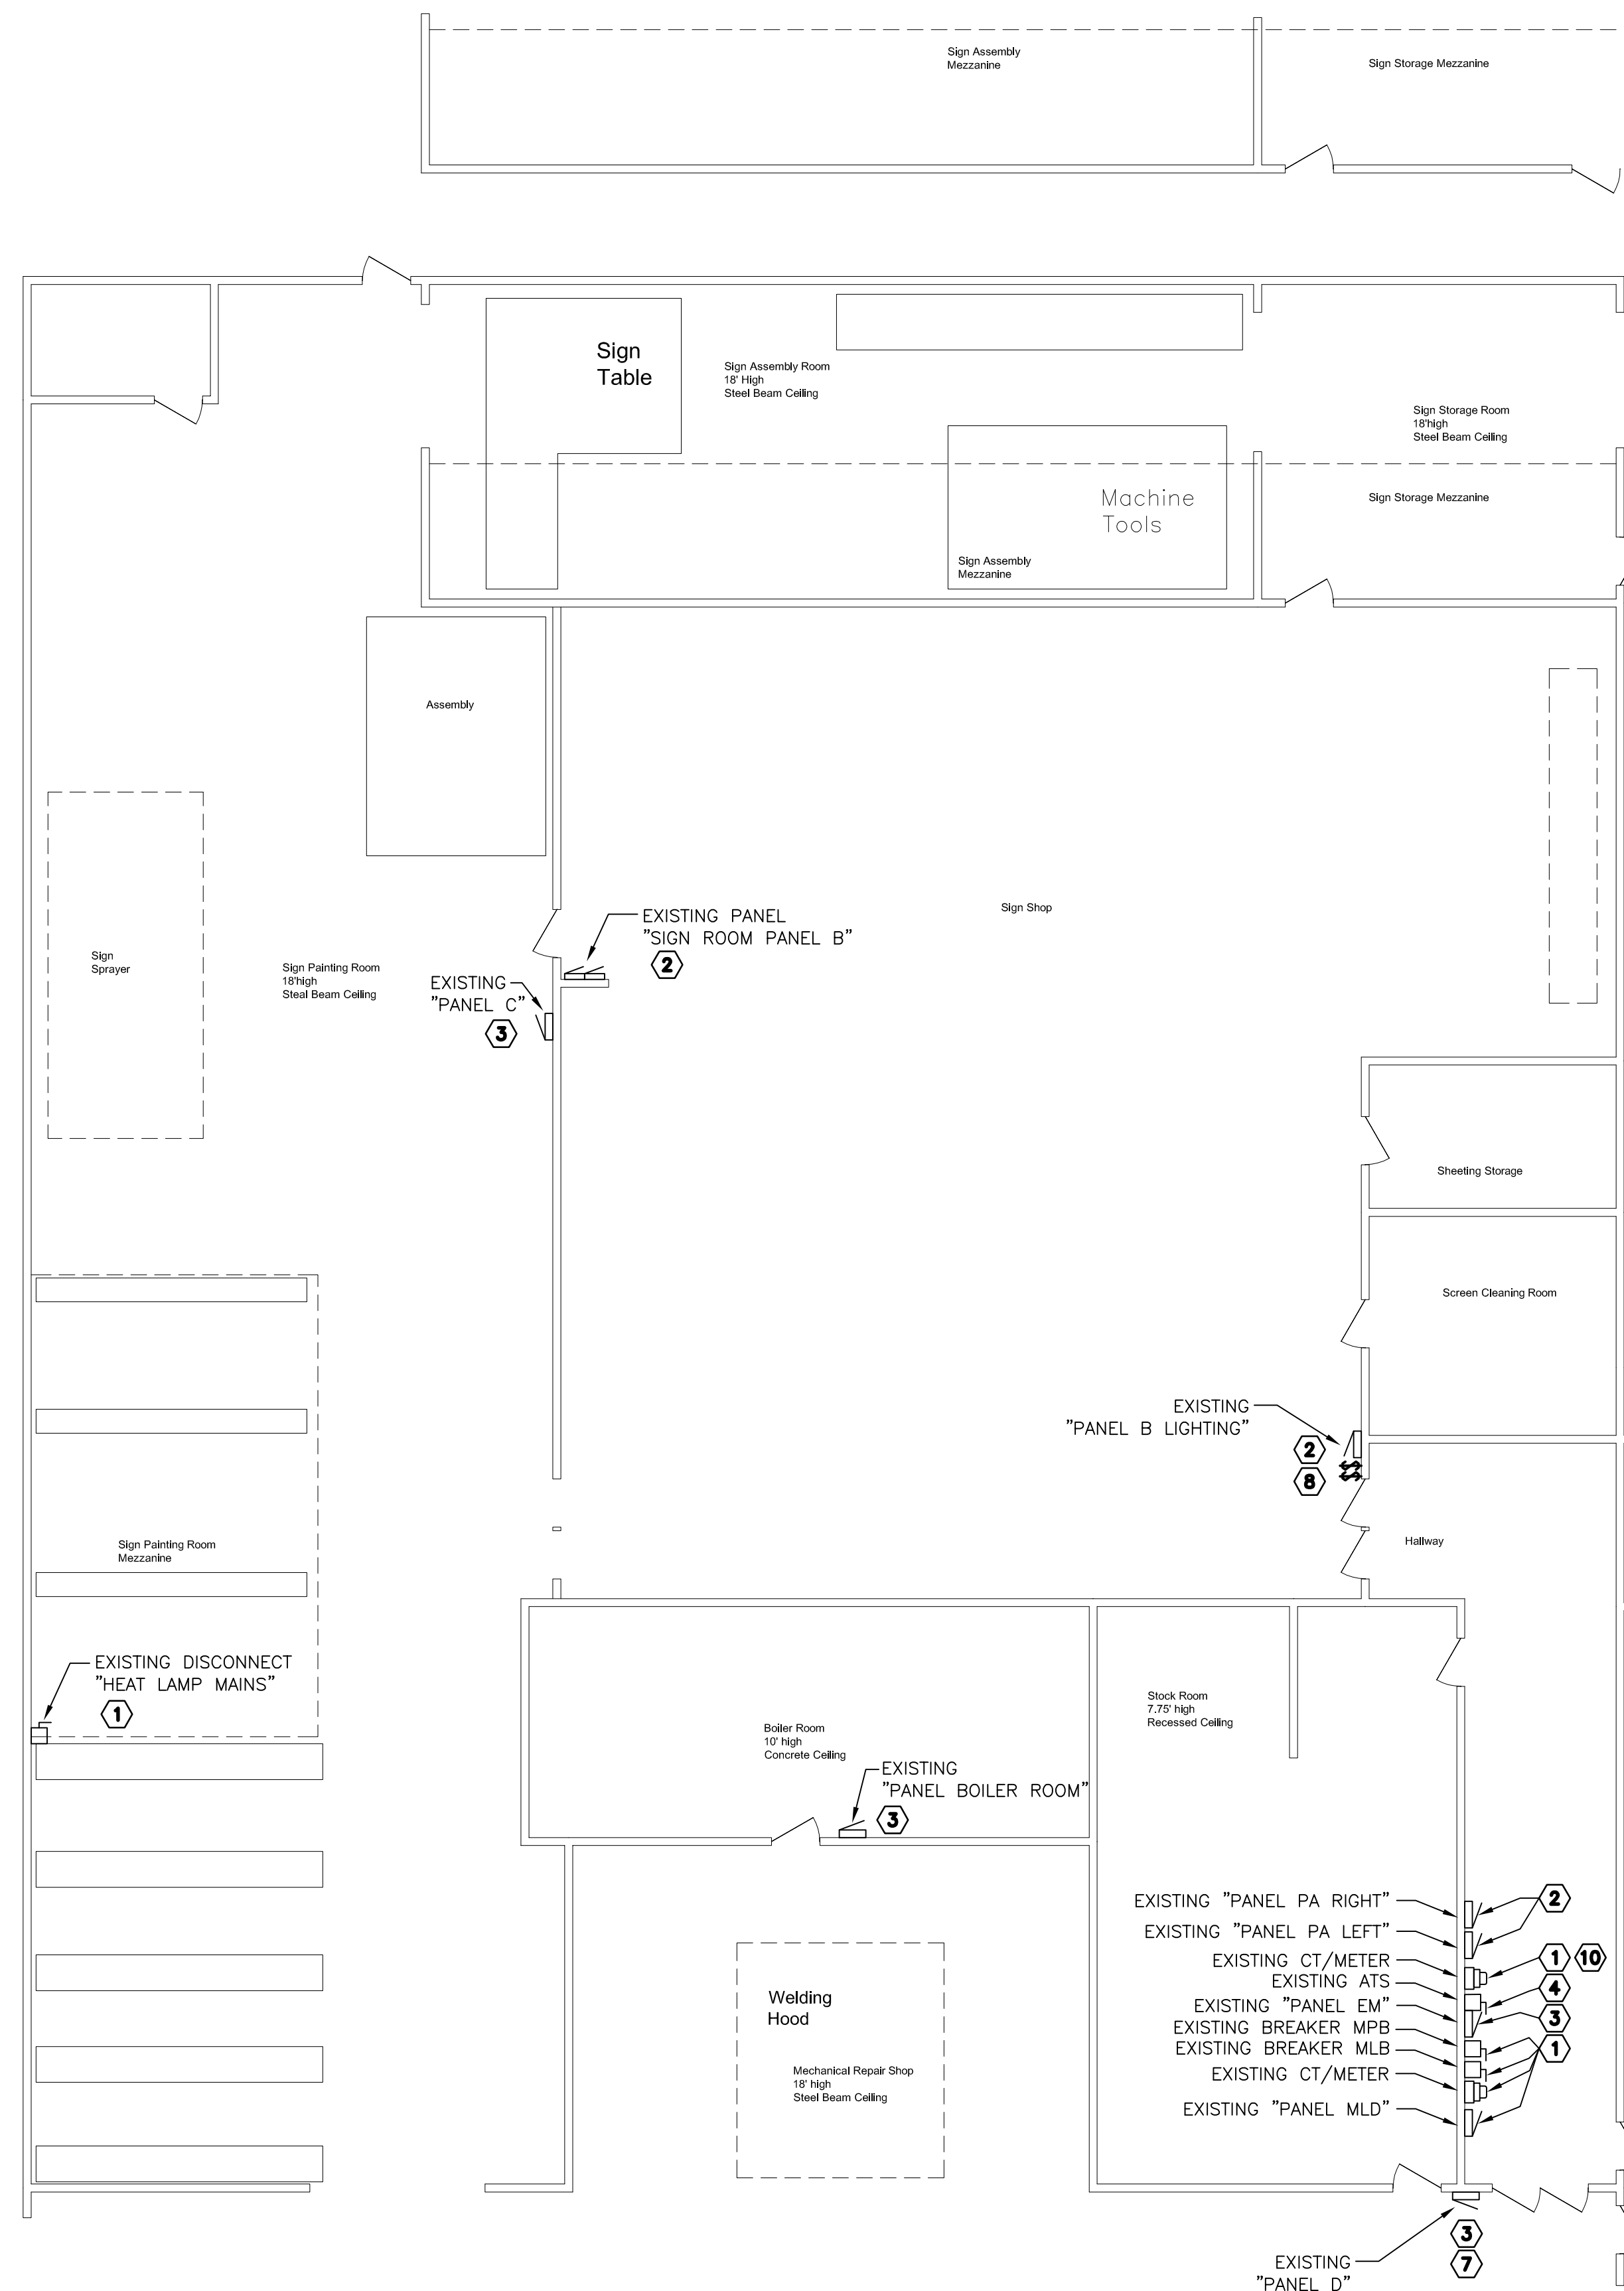 Sign Assembly
Mezzanine
Sign Storage Mezzanine
Sign
Table
Sign Assembly Room
18' High
Steel Beam Ceiling
Sign Storage Room
18'high
Steel Beam Ceiling
Machine
Tools
Sign Storage Mezzanine
Sign Assembly
Mezzanine
Assembly
Sign Shop
EXISTING PANEL
"SIGN ROOM PANEL B"
2
Sign
Sprayer
Sign Painting Room
18'high
Steal Beam Ceiling
EXISTING
"PANEL C"
3
Sheeting Storage
Screen Cleaning Room
EXISTING
"PANEL B LIGHTING"
2
8
Hallway
Sign Painting Room
Mezzanine
EXISTING DISCONNECT
"HEAT LAMP MAINS"
1
Stock Room
7.75' high
Recessed Ceiling
Boiler Room
10' high
Concrete Ceiling
EXISTING
"PANEL BOILER ROOM"
3
EXISTING "PANEL PA RIGHT"
2
EXISTING "PANEL PA LEFT"
EXISTING CT/METER
1 10
EXISTING ATS
4
EXISTING "PANEL EM"
3
EXISTING BREAKER MPB
EXISTING BREAKER MLB
1
EXISTING CT/METER
EXISTING "PANEL MLD"
Welding
Hood
Mechanical Repair Shop
18' high
Steel Beam Ceiling
3
7
EXISTING
"PANEL D"